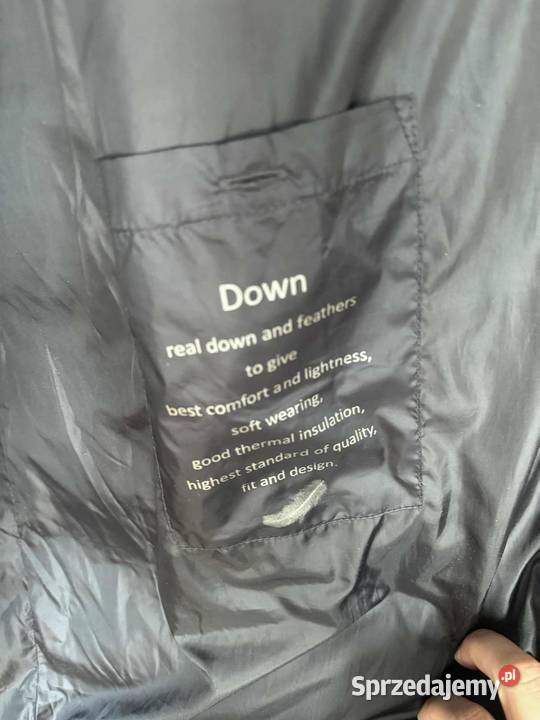 Down
real down and feathers
to give
best comfort and lightness,
soft wearing,
good thermal insulation,
highest standard of quality,
fit and design.
Sprzedajemy.pl